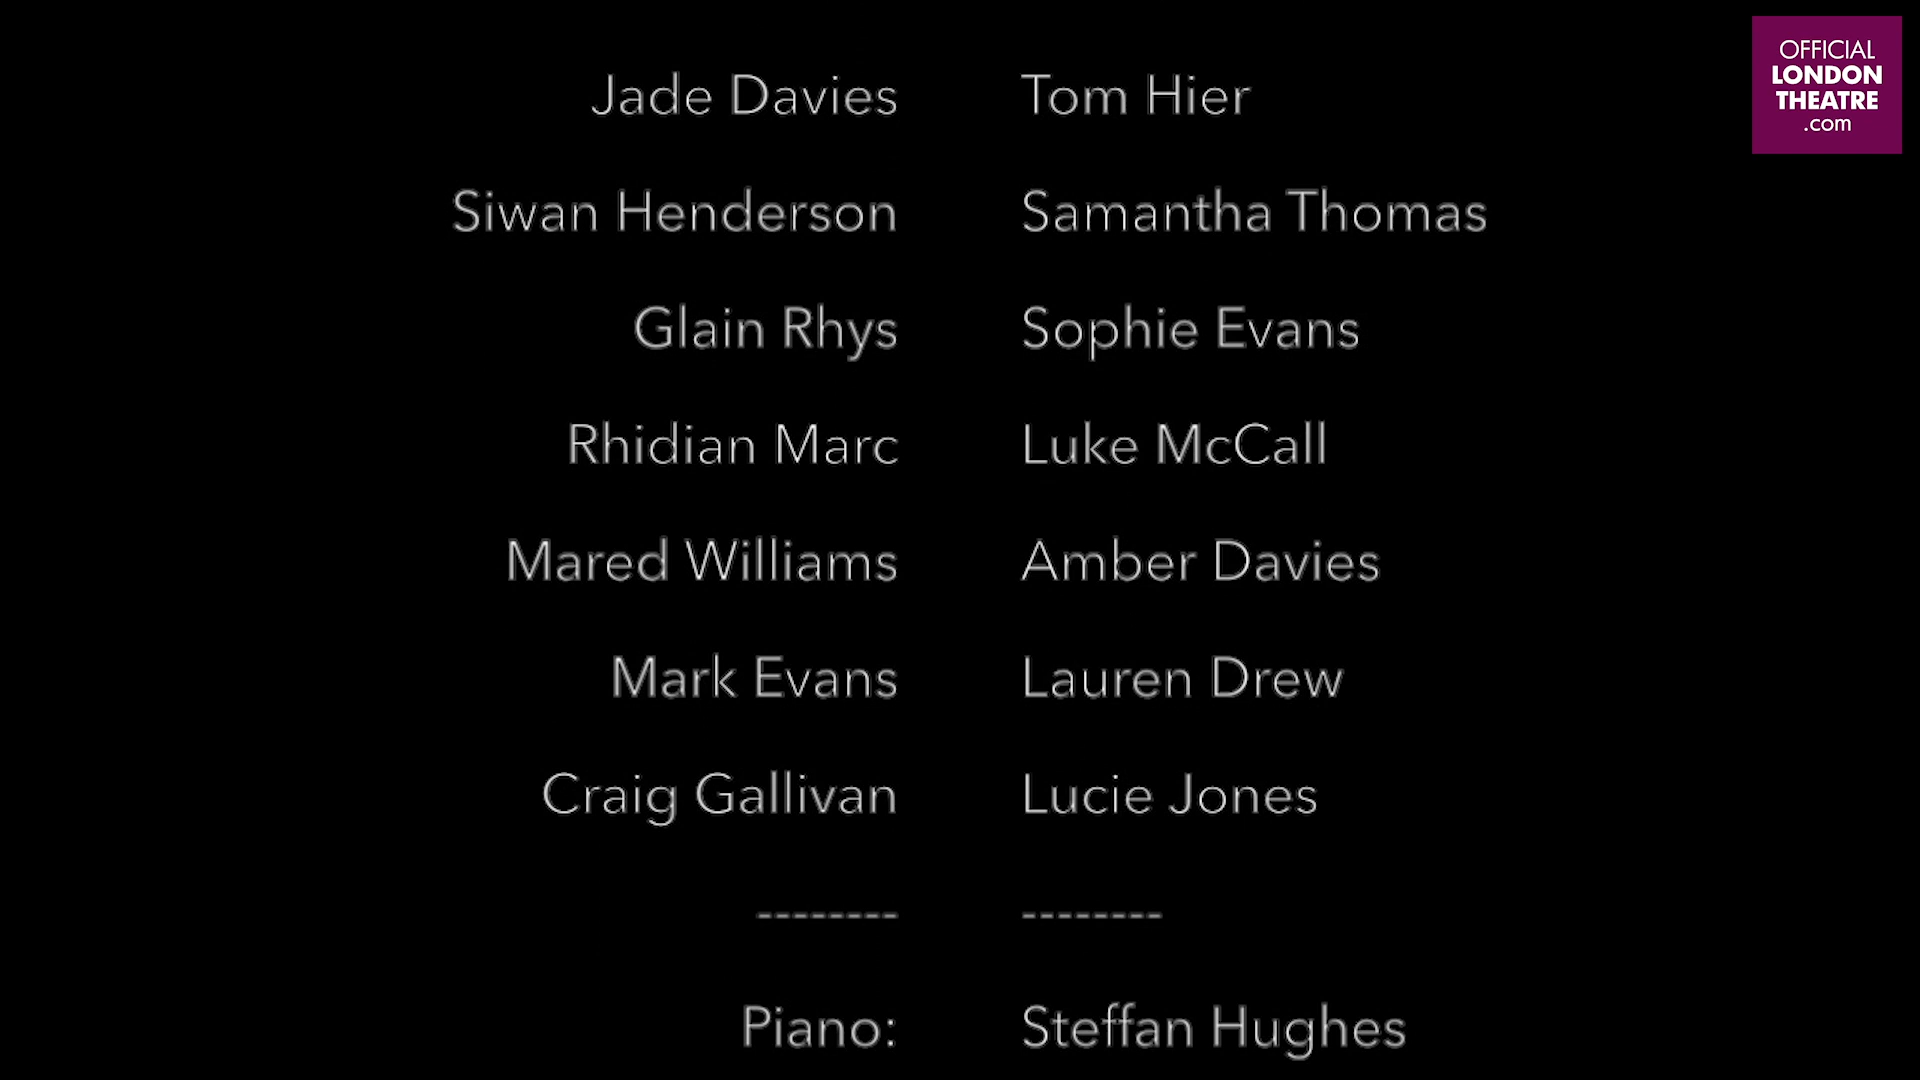 Jade Davies Tom Hier
Siwan Henderson Samantha Thomas
Glain Rhys Sophie Evans
Rhidian Marc Luke McCall
Mared Williams Amber Davies
Mark Evans Lauren Drew
Craig Gallivan Lucie Jones
-------- --------
Piano: Steffan Hughes
OFFICIAL
LONDON
THEATRE
.com